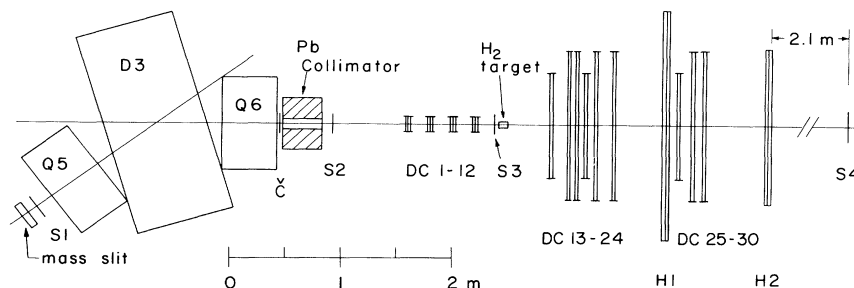 D3
Pb
Collimator
H2
target
2.1 m
Q6
Q5
Č
S2
DC 1-12
S3
S4
S1
mass slit
DC 13-24
DC 25-30
0
1
2 m
H1
H2